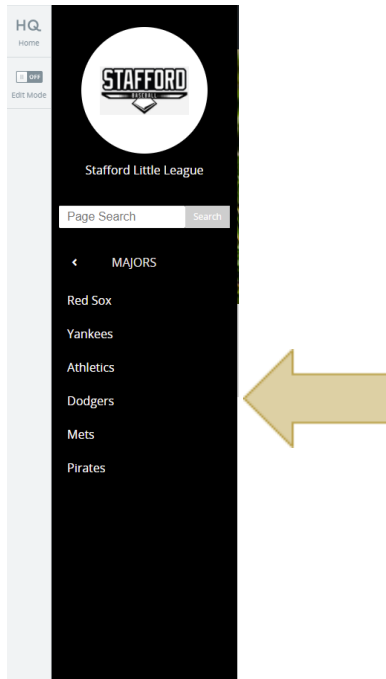 HQ
Home
OFF
Edit Mode
STAFFORD
BASEBALL
Stafford Little League
Page Search
Search
MAJORS
Red Sox
Yankees
Athletics
Dodgers
Mets
Pirates